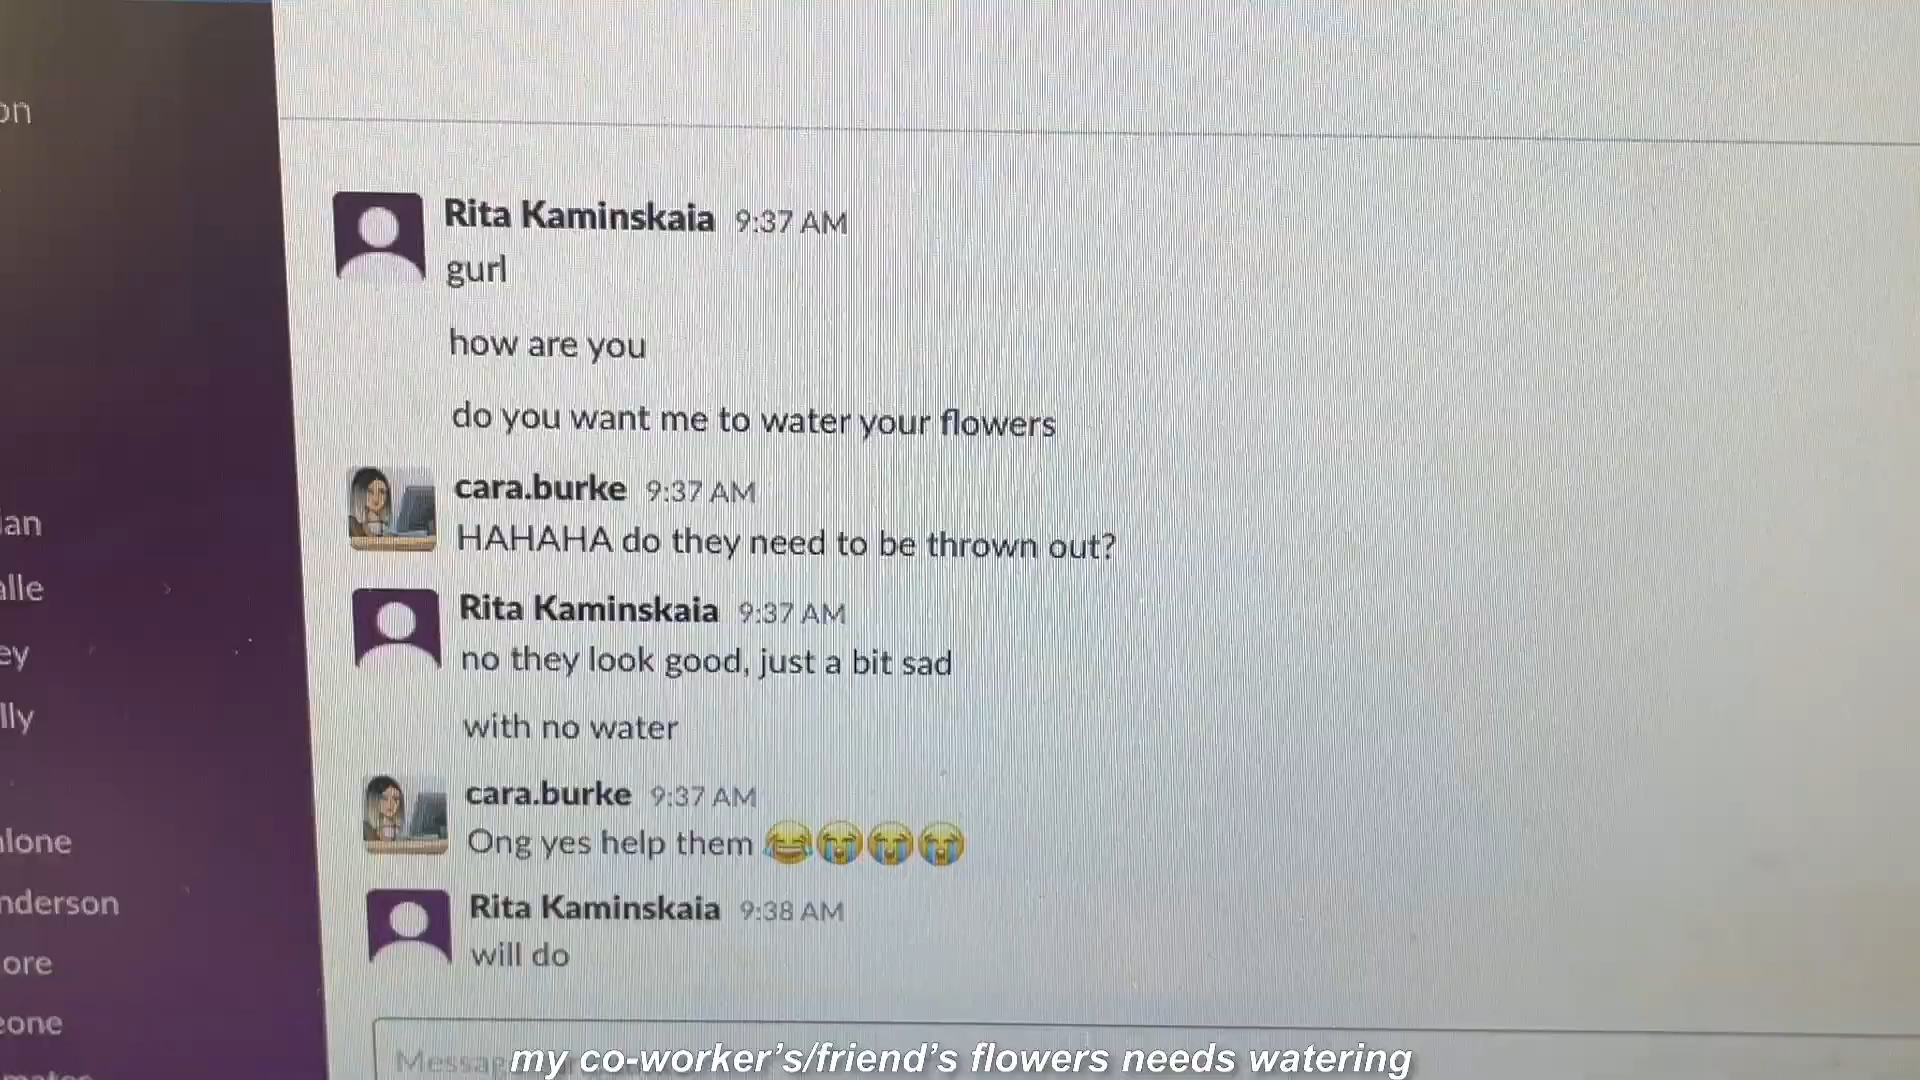 on
an
alle
ey
lly
lone
nderson
ore
eone
Rita Kaminskaia 9:37 AM
gurl
how are you
do you want me to water your flowers
cara.burke 9:37 AM
HAHAHA do they need to be thrown out?
Rita Kaminskaia 9:37 AM
no they look good, just a bit sad
with no water
cara.burke 9:37 AM
Ong yes help them 😂😭😭😭
Rita Kaminskaia 9:38 AM
will do
my co-worker's/friend's flowers needs watering